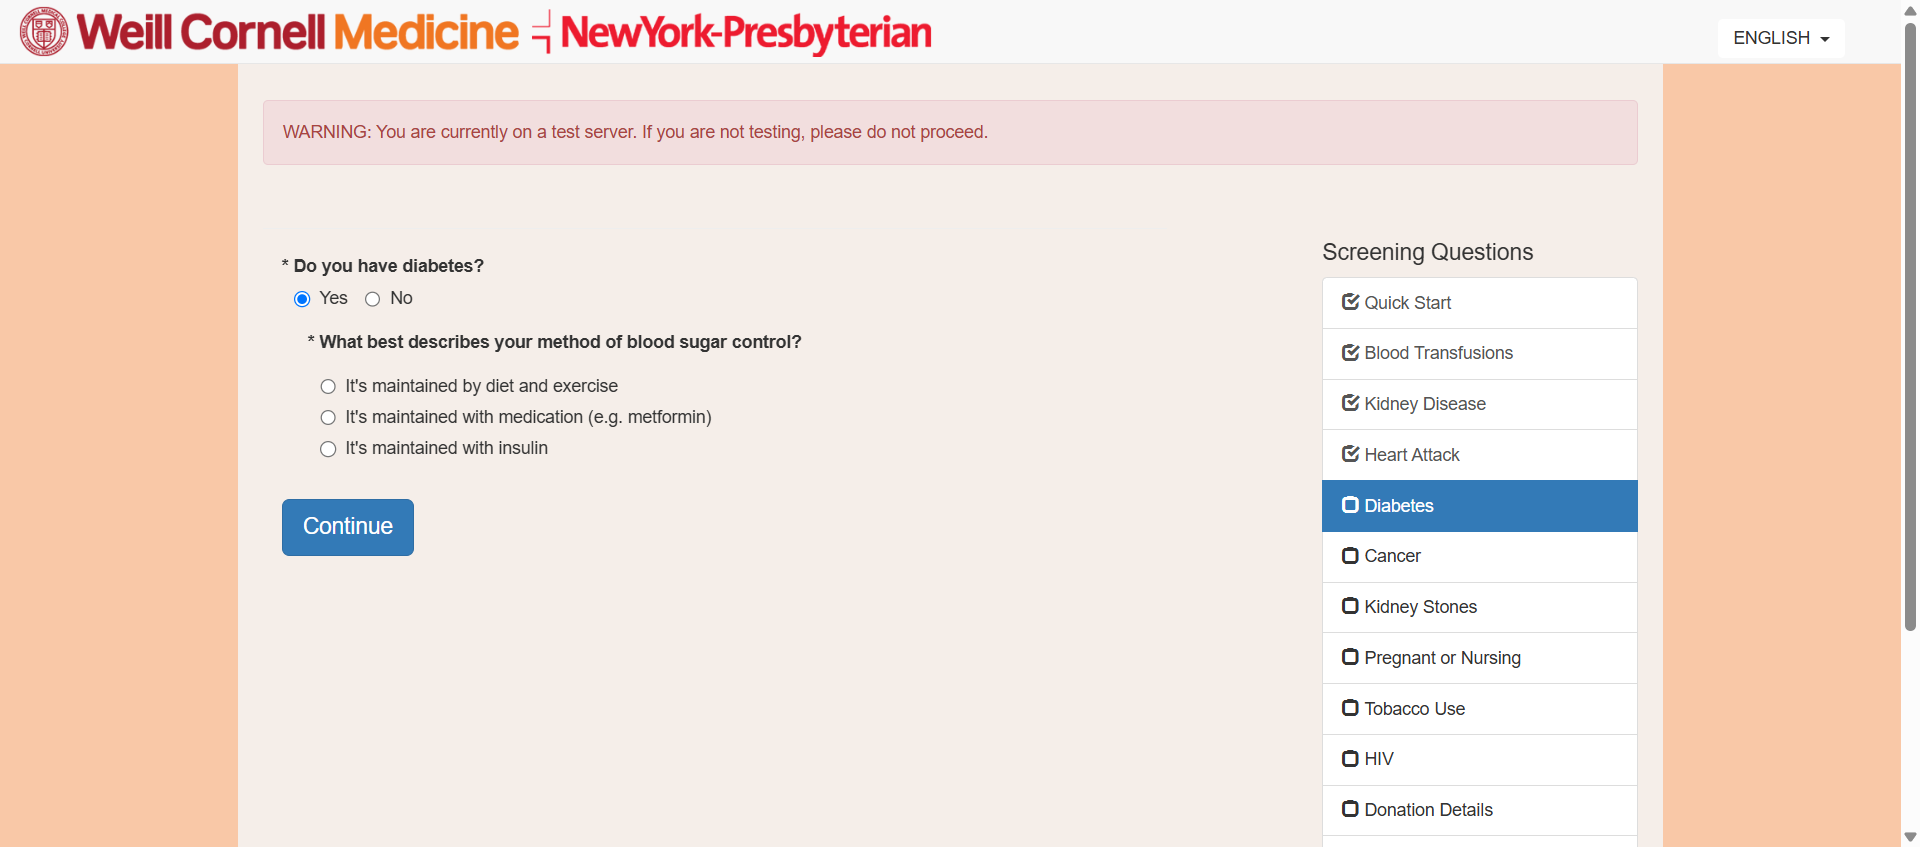 Weill Cornell Medicine NewYork-Presbyterian
ENGLISH
WARNING: You are currently on a test server. If you are not testing, please do not proceed.
* Do you have diabetes?
Yes No
* What best describes your method of blood sugar control?
It's maintained by diet and exercise
It's maintained with medication (e.g. metformin)
It's maintained with insulin
Continue
Screening Questions
Quick Start
Blood Transfusions
Kidney Disease
Heart Attack
Diabetes
Cancer
Kidney Stones
Pregnant or Nursing
Tobacco Use
HIV
Donation Details